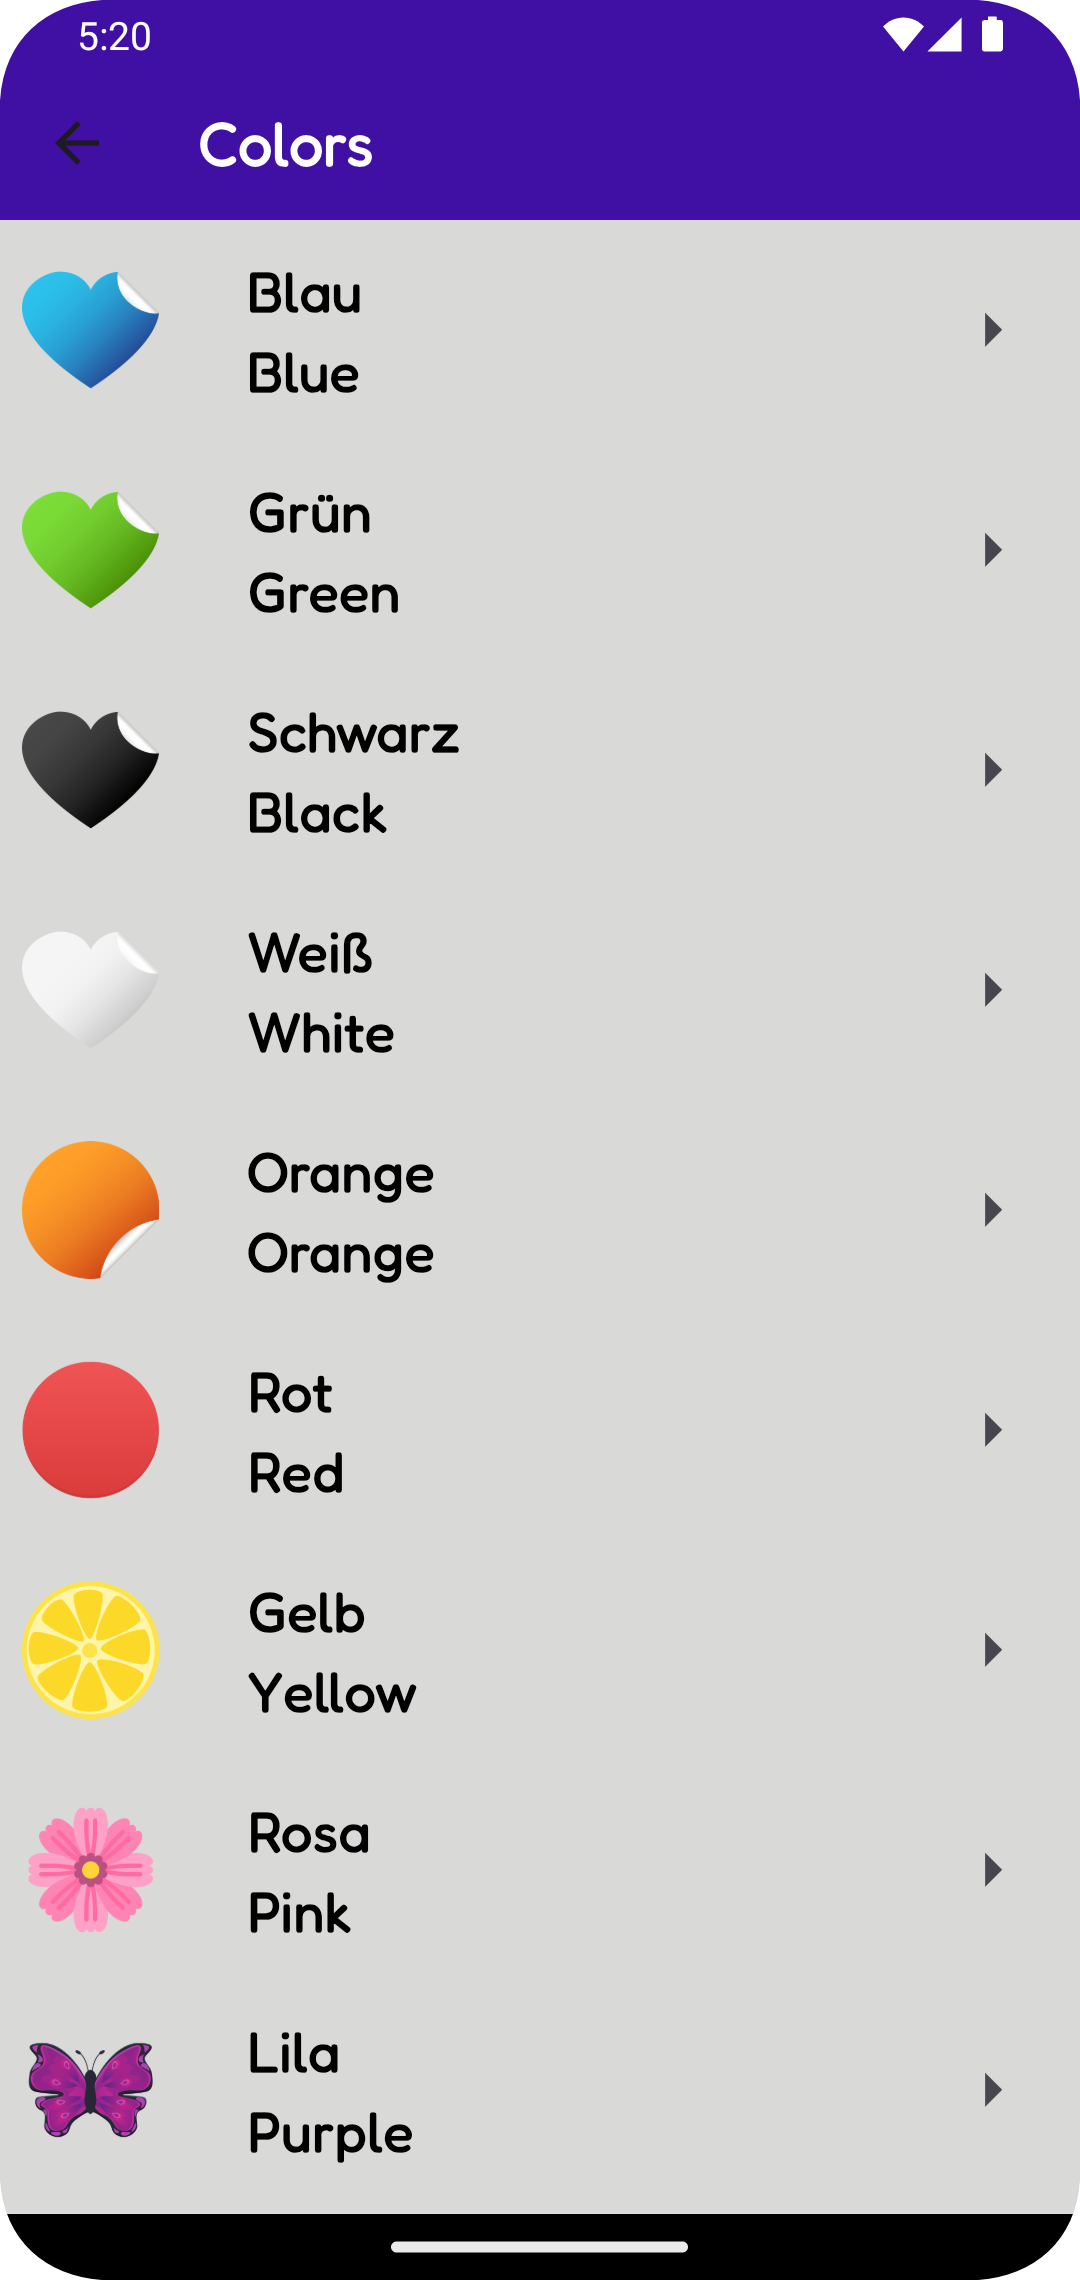 5:20
Colors
Blau
Blue
Grün
Green
Schwarz
Black
Weiß
White
Orange
Orange
Rot
Red
Gelb
Yellow
Rosa
Pink
Lila
Purple